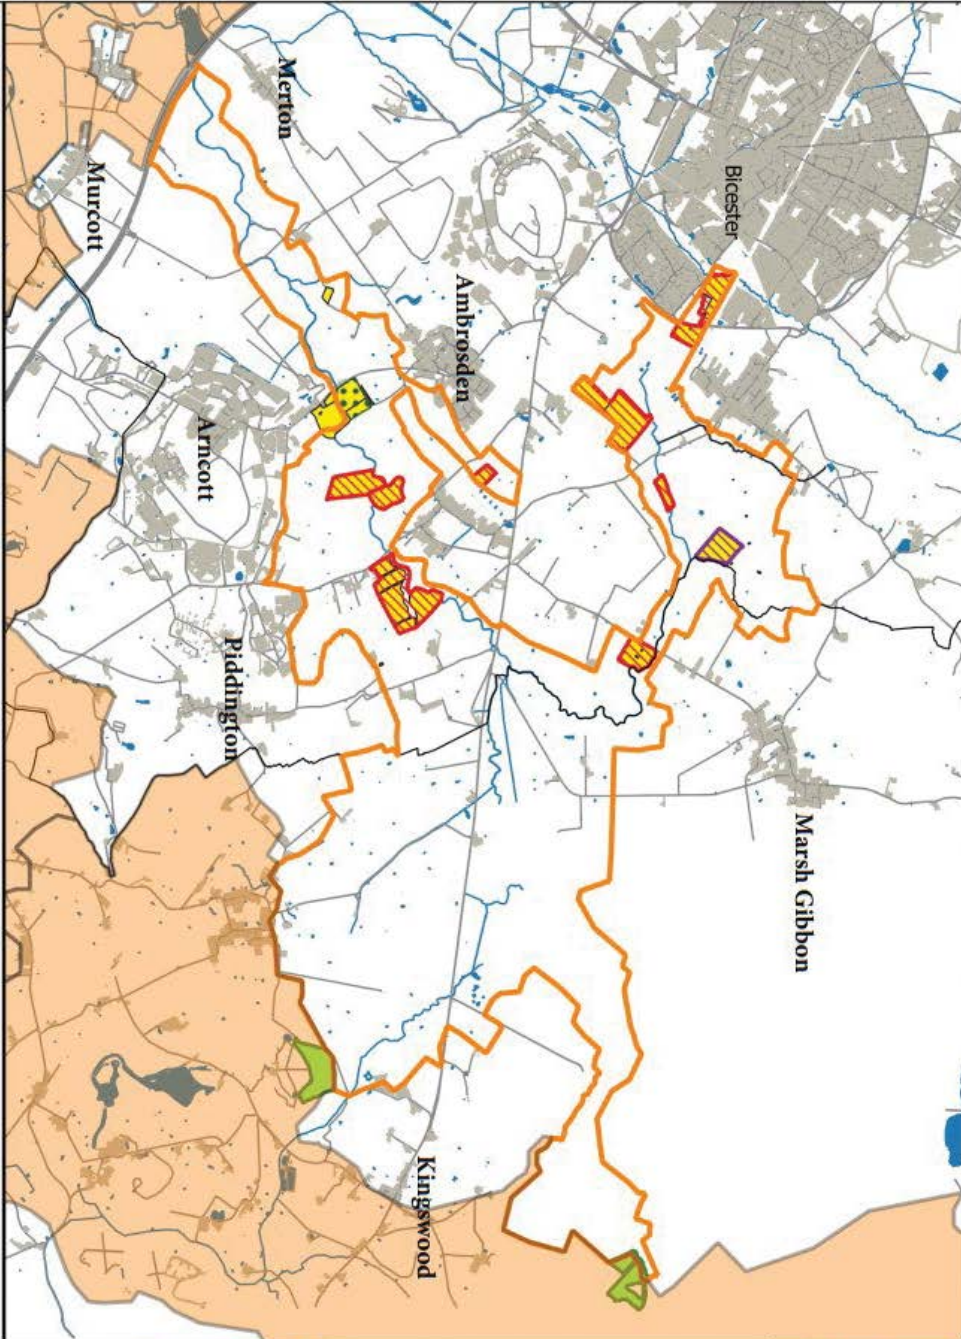 Merton
Murcott
Bicester
Ambrosden
Arncott
Piddington
Marsh Gibbon
Kingswood